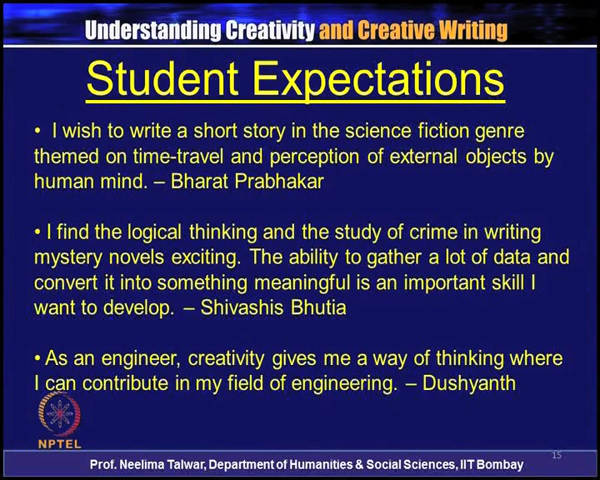 Understanding Creativity and Creative Writing
Student Expectations
• I wish to write a short story in the science fiction genre
themed on time-travel and perception of external objects by
human mind. – Bharat Prabhakar
• I find the logical thinking and the study of crime in writing
mystery novels exciting. The ability to gather a lot of data and
convert it into something meaningful is an important skill I
want to develop. – Shivashis Bhutia
• As an engineer, creativity gives me a way of thinking where
I can contribute in my field of engineering. – Dushyanth
NPTEL
15
Prof. Neelima Talwar, Department of Humanities & Social Sciences, IIT Bombay